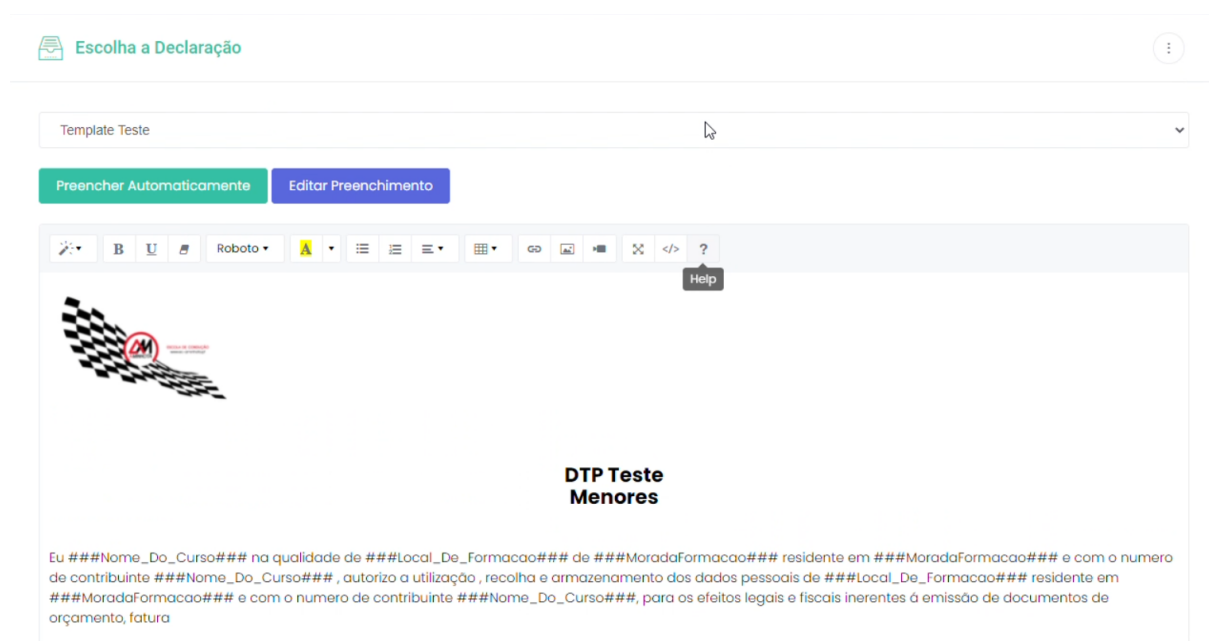 Escolha a Declaração
Template Teste
Preencher Automaticamente
Editar Preenchimento
B U Roboto A </> ?
Help
DTP Teste
Menores
Eu ###Nome_Do_Curso### na qualidade de ###Local_De_Formacao### de ###MoradaFormacao### residente em ###MoradaFormacao### e com o numero
de contribuinte ###Nome_Do_Curso### , autorizo a utilização , recolha e armazenamento dos dados pessoais de ###Local_De_Formacao### residente em
###MoradaFormacao### e com o numero de contribuinte ###Nome_Do_Curso###, para os efeitos legais e fiscais inerentes á emissão de documentos de
orçamento, fatura